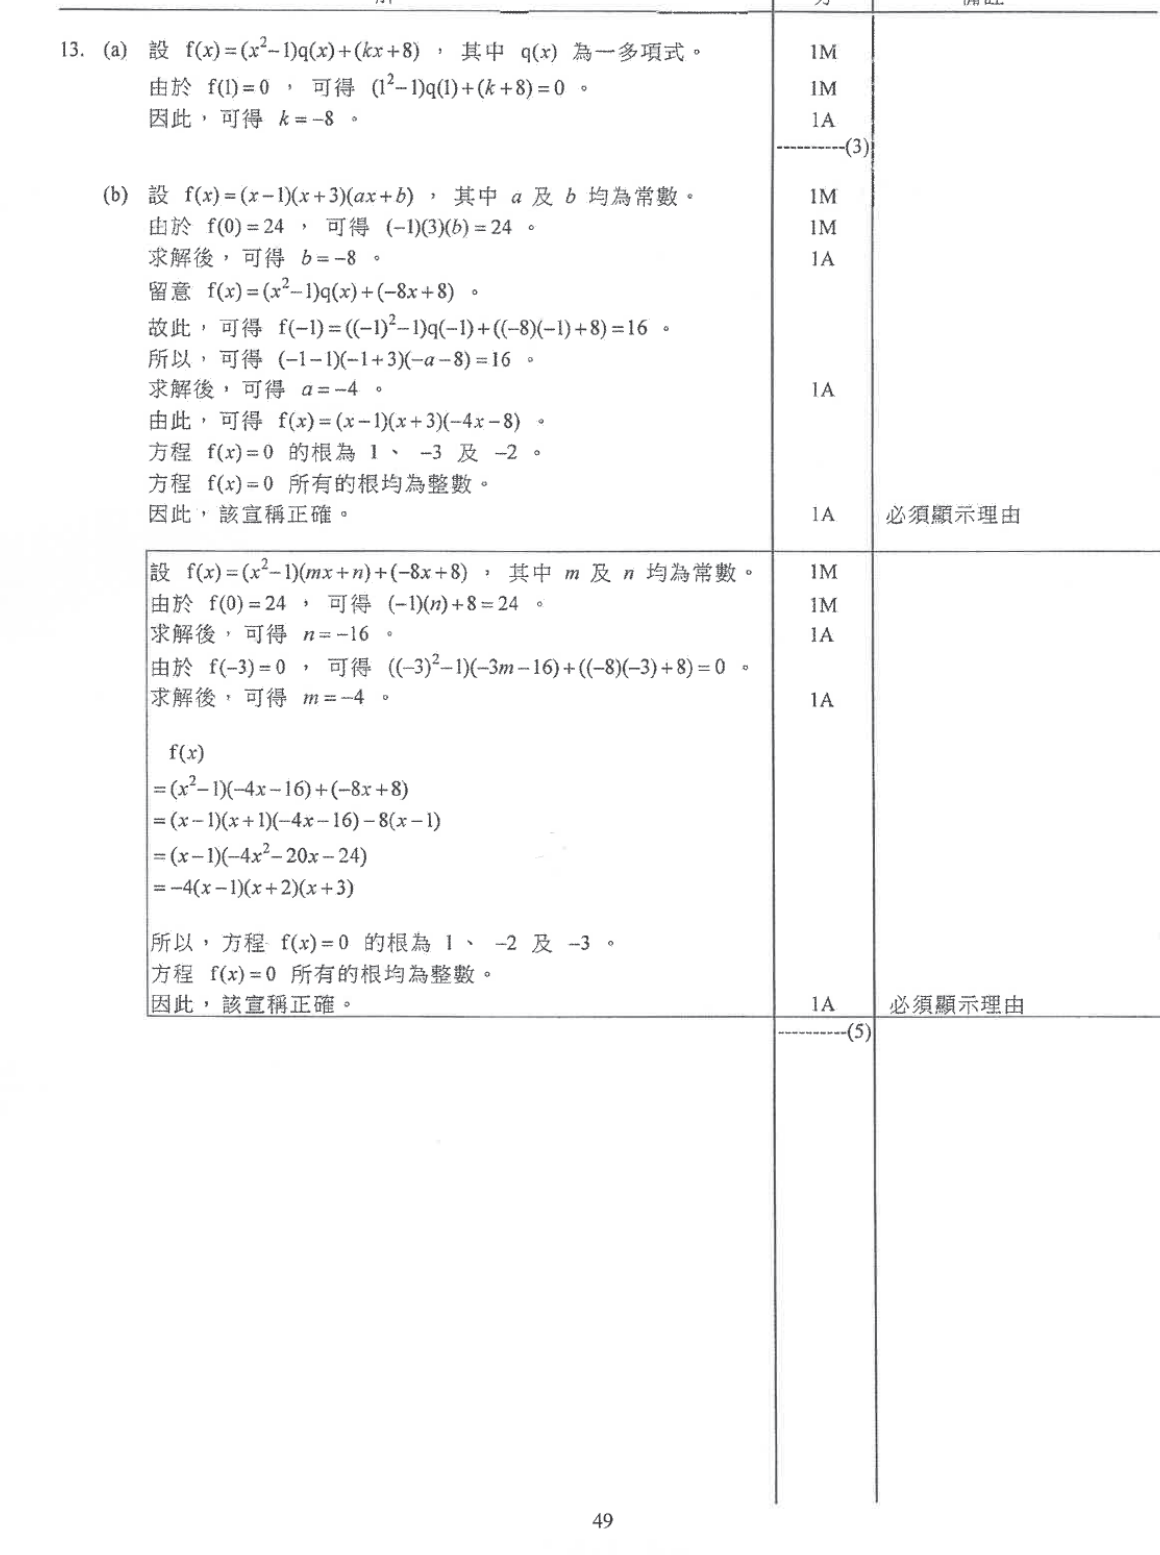 13. (a) 設 f(x)=(x²−1)q(x)+(kx+8) ， 其中 q(x) 為一多項式。 1M
由於 f(1)=0 ， 可得 (1²−1)q(1)+(k+8)=0 。 1M
因此，可得 k=−8 。 1A
----------(3)
(b) 設 f(x)=(x−1)(x+3)(ax+b) ， 其中 a 及 b 均為常數。 1M
由於 f(0)=24 ， 可得 (−1)(3)(b)=24 。 1M
求解後，可得 b=−8 。 1A
留意 f(x)=(x²−1)q(x)+(−8x+8) 。
故此，可得 f(−1)=((−1)²−1)q(−1)+((−8)(−1)+8)=16 。
所以，可得 (−1−1)(−1+3)(−a−8)=16 。
求解後，可得 a=−4 。 1A
由此，可得 f(x)=(x−1)(x+3)(−4x−8) 。
方程 f(x)=0 的根為 1、 −3 及 −2 。
方程 f(x)=0 所有的根均為整數。
因此，該宣稱正確。 1A 必須顯示理由
設 f(x)=(x²−1)(mx+n)+(−8x+8) ， 其中 m 及 n 均為常數。 1M
由於 f(0)=24 ， 可得 (−1)(n)+8=24 。 1M
求解後，可得 n=−16 。 1A
由於 f(−3)=0 ， 可得 ((−3)²−1)(−3m−16)+((−8)(−3)+8)=0 。
求解後，可得 m=−4 。 1A
f(x)
=(x²−1)(−4x−16)+(−8x+8)
=(x−1)(x+1)(−4x−16)−8(x−1)
=(x−1)(−4x²−20x−24)
=−4(x−1)(x+2)(x+3)
所以，方程 f(x)=0 的根為 1、 −2 及 −3 。
方程 f(x)=0 所有的根均為整數。
因此，該宣稱正確。 1A 必須顯示理由
----------(5)
49